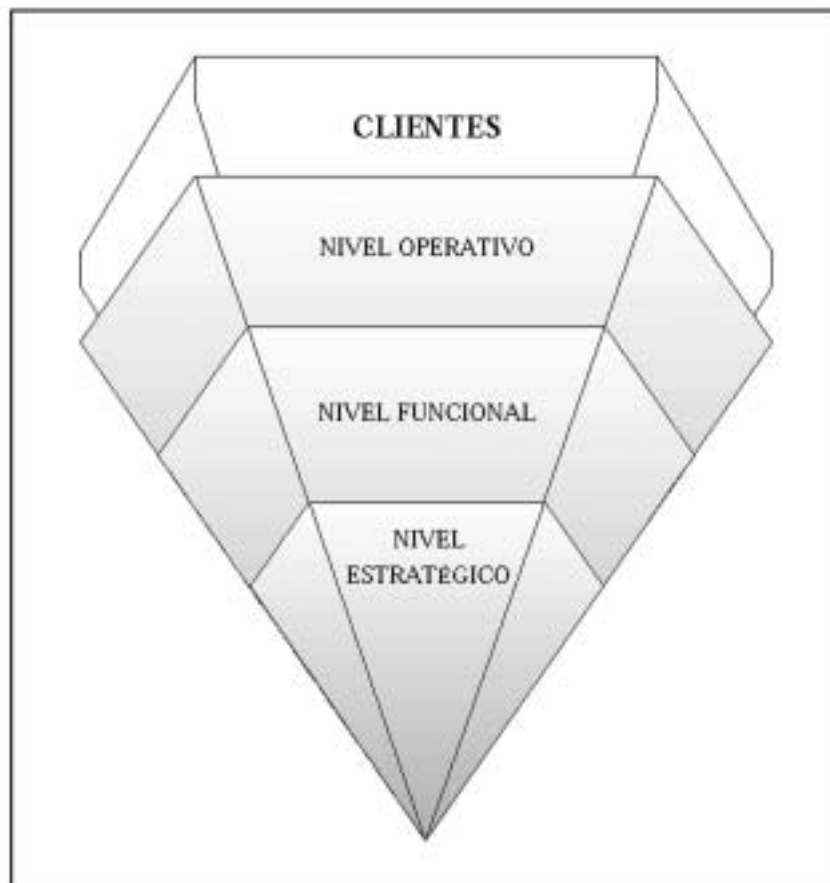 CLIENTES
NIVEL OPERATIVO
NIVEL FUNCIONAL
NIVEL
ESTRATÉGICO